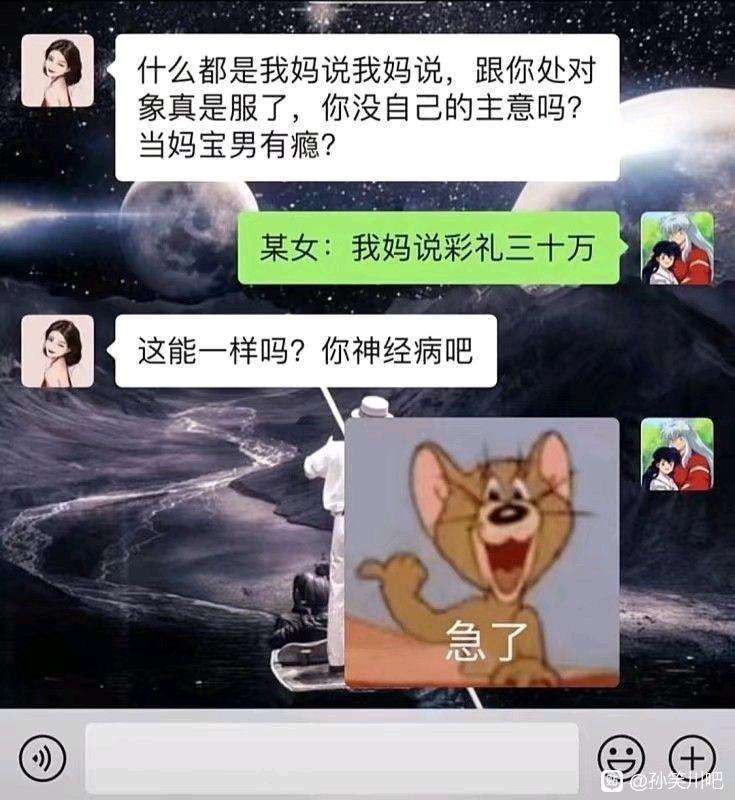 什么都是我妈说我妈说，跟你处对
象真是服了，你没自己的主意吗？
当妈宝男有瘾？
某女：我妈说彩礼三十万
这能一样吗？你神经病吧
急了
@孙笑川吧